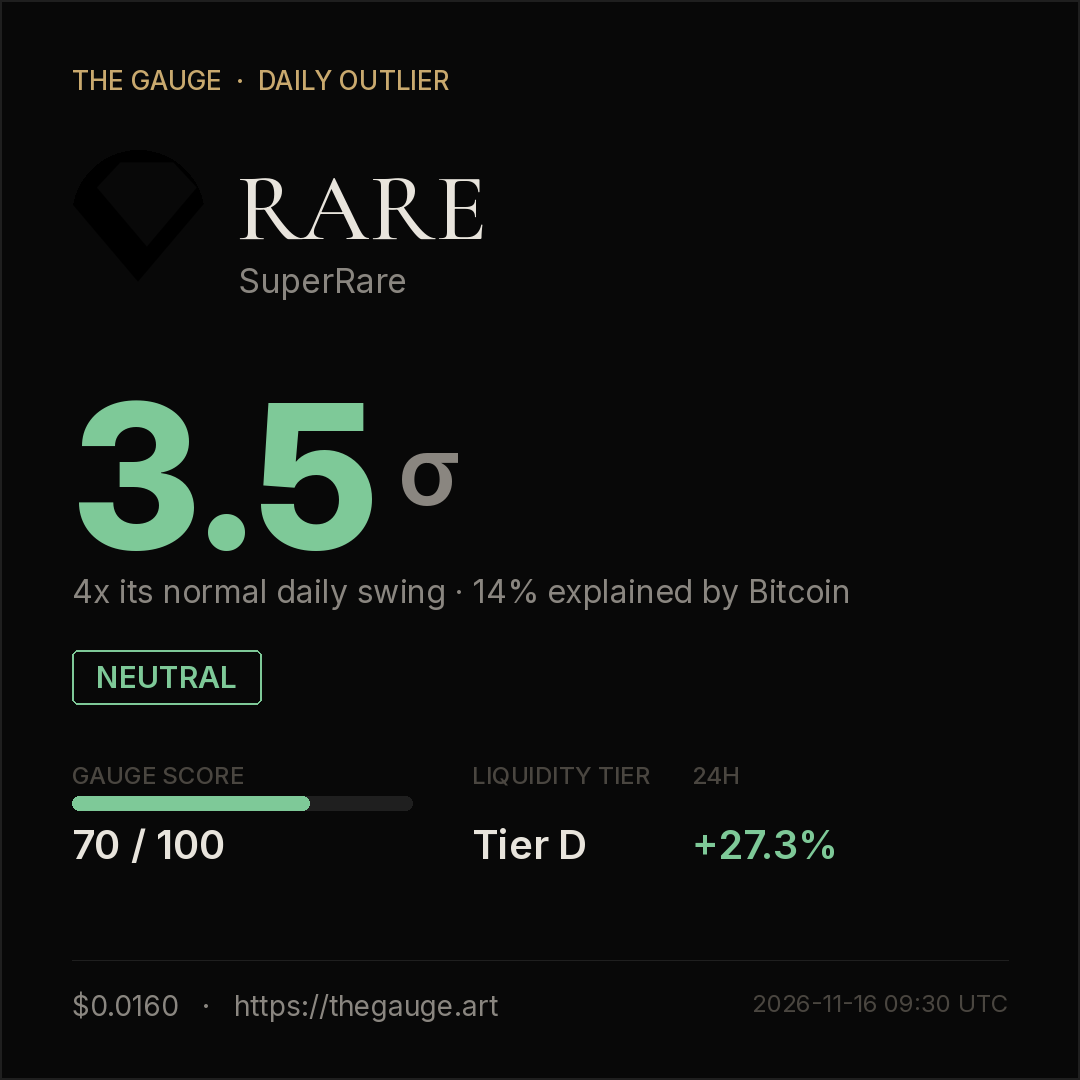 THE GAUGE · DAILY OUTLIER
RARE
SuperRare
3.5 σ
4x its normal daily swing · 14% explained by Bitcoin
NEUTRAL
GAUGE SCORE
70 / 100
LIQUIDITY TIER
Tier D
24H
+27.3%
$0.0160 · https://thegauge.art
2026-11-16 09:30 UTC